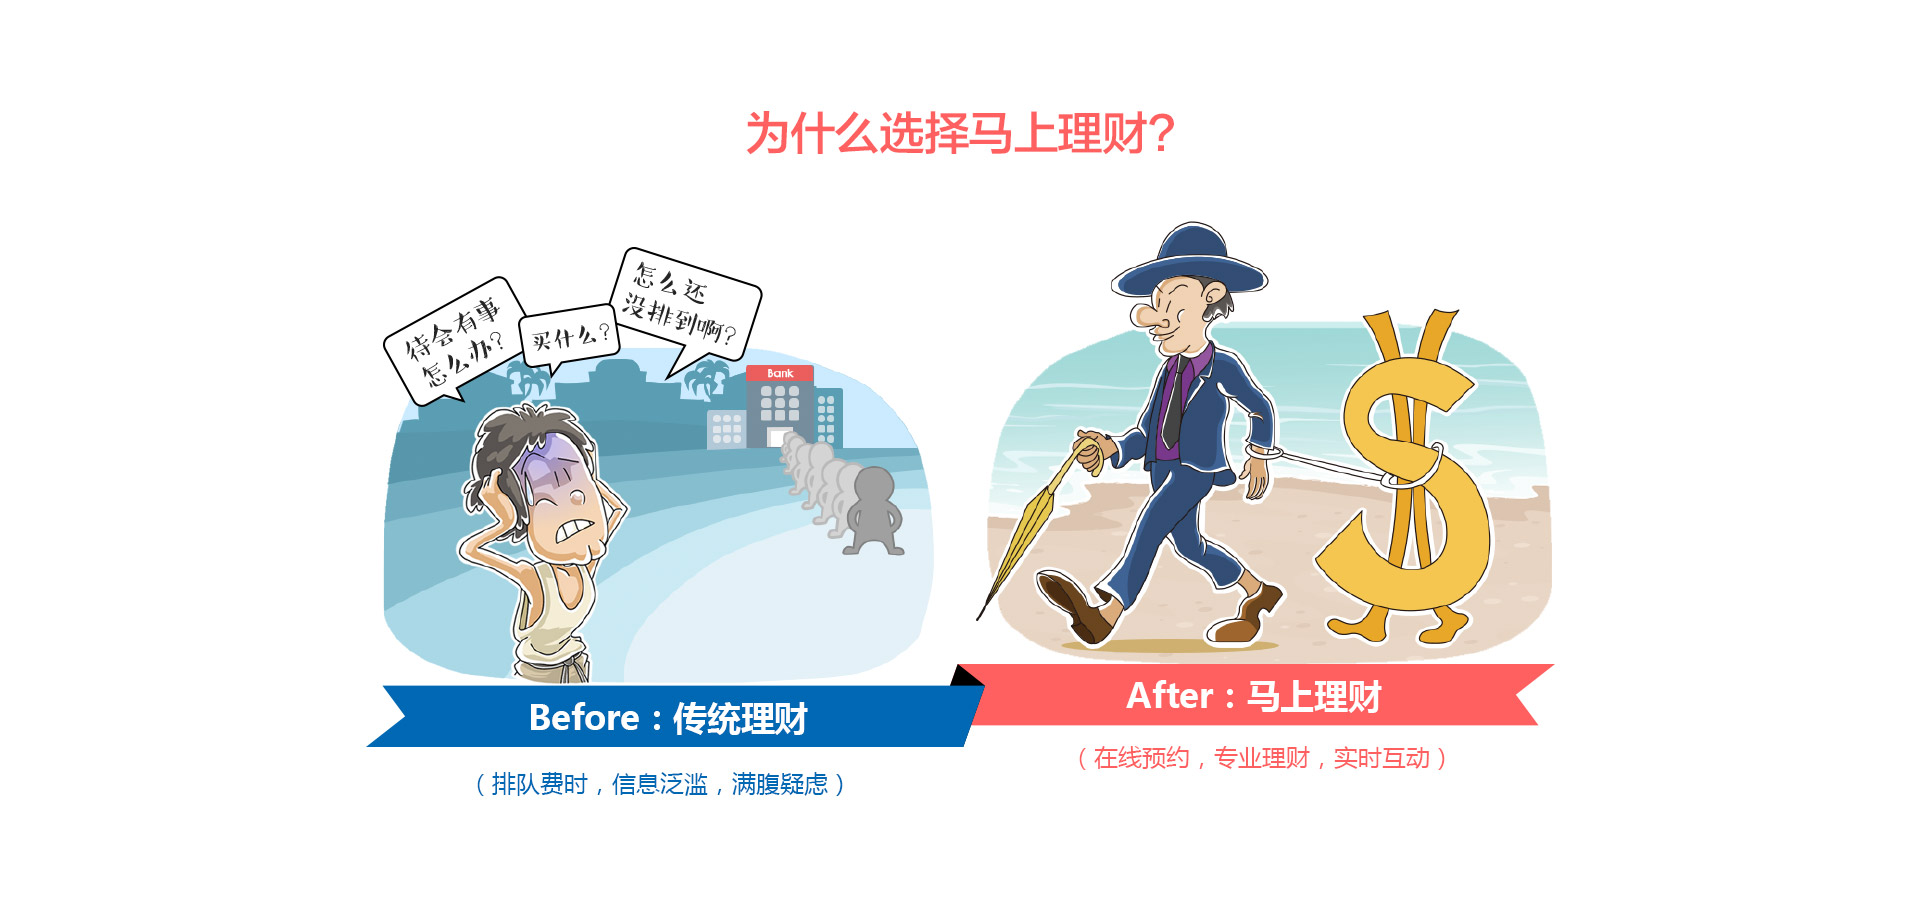 为什么选择马上理财?
待会有事
怎么办?
买什么?
怎么还
没排到啊?
Bank
Before：传统理财
（排队费时，信息泛滥，满腹疑虑）
After：马上理财
（在线预约，专业理财，实时互动）